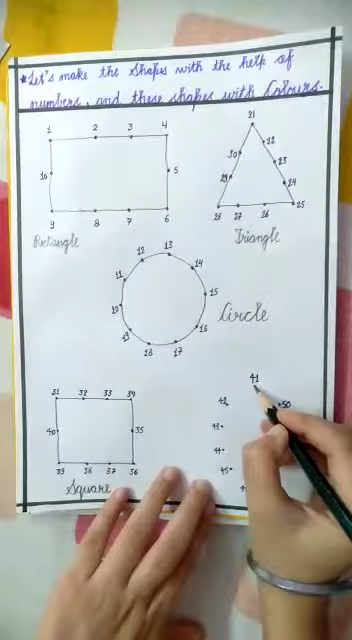 ★Let's make the shapes with the help of
numbers, and these shapes with Colours.
1 2 3 4
10 5
9 8 7 6
Rectangle
21
30 22
23
29 24
28 27 26 25
Triangle
12 13
11 14
15
19 16
18 17
Circle
31 32 33 34
40 35
39 38 37 36
Square
41
42 50
43
44
45